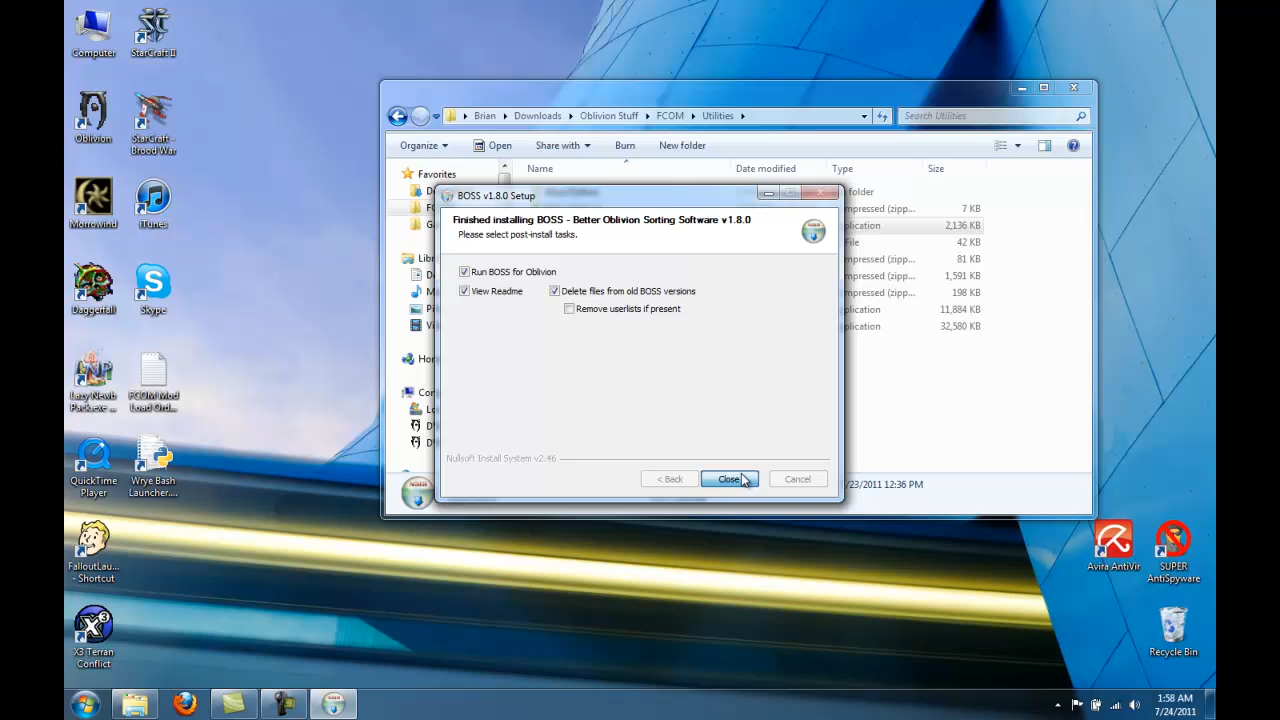 Computer
StarCraft II
Oblivion
StarCraft -
Brood War
Morrowind
iTunes
Daggerfall
Skype
Lazy Newb
Pack.exe ...
FCOM Mod
Load Ord...
QuickTime
Player
Wrye Bash
Launcher....
FalloutLau...
- Shortcut
X3 Terran
Conflict
Brian
Downloads
Oblivion Stuff
FCOM
Utilities
Search Utilities
Organize
Open
Share with
Burn
New folder
Name
Date modified
Type
Size
Favorites
folder
mpressed (zipp...
7 KB
plication
2,136 KB
File
42 KB
mpressed (zipp...
81 KB
mpressed (zipp...
1,591 KB
mpressed (zipp...
198 KB
plication
11,884 KB
plication
32,580 KB
/23/2011 12:36 PM
BOSS v1.8.0 Setup
Finished installing BOSS - Better Oblivion Sorting Software v1.8.0
Please select post-install tasks.
Run BOSS for Oblivion
View Readme
Delete files from old BOSS versions
Remove userlists if present
Nullsoft Install System v2.46
< Back
Close
Cancel
Avira AntiVir
SUPER
AntiSpyware
Recycle Bin
1:58 AM
7/24/2011